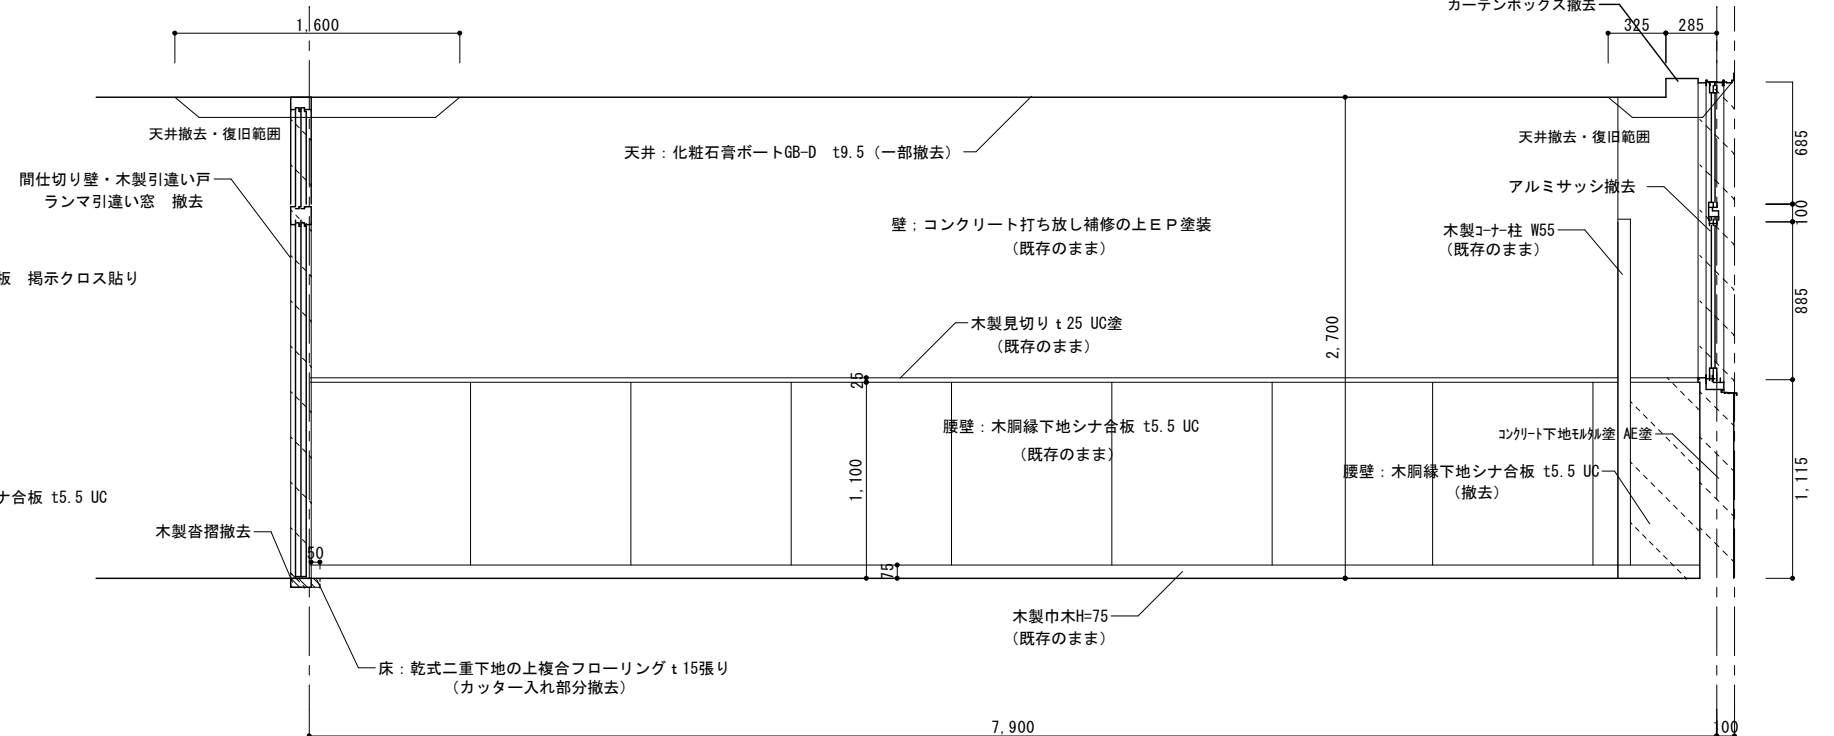 カーテンボックス撤去
1,600
325
285
天井撤去・復旧範囲
天井：化粧石膏ボートGB-D t9.5（一部撤去）
天井撤去・復旧範囲
685
間仕切り壁・木製引違い戸
ランマ引違い窓 撤去
アルミサッシ撤去
100
壁；コンクリート打ち放し補修の上ＥＰ塗装
(既存のまま)
木製ｺｰﾅｰ柱 W55
(既存のまま)
板 掲示クロス貼り
885
木製見切りｔ25 UC塗
(既存のまま)
2,700
25
腰壁：木胴縁下地シナ合板 t5.5 UC
(既存のまま)
ｺﾝｸﾘｰﾄ下地ﾓﾙﾀﾙ塗 AE塗
1,100
腰壁：木胴縁下地シナ合板 t5.5 UC
(撤去)
1,115
ナ合板 t5.5 UC
木製沓摺撤去
50
75
木製巾木H=75
(既存のまま)
床：乾式二重下地の上複合フローリングｔ15張り
(カッター入れ部分撤去)
7,900
100